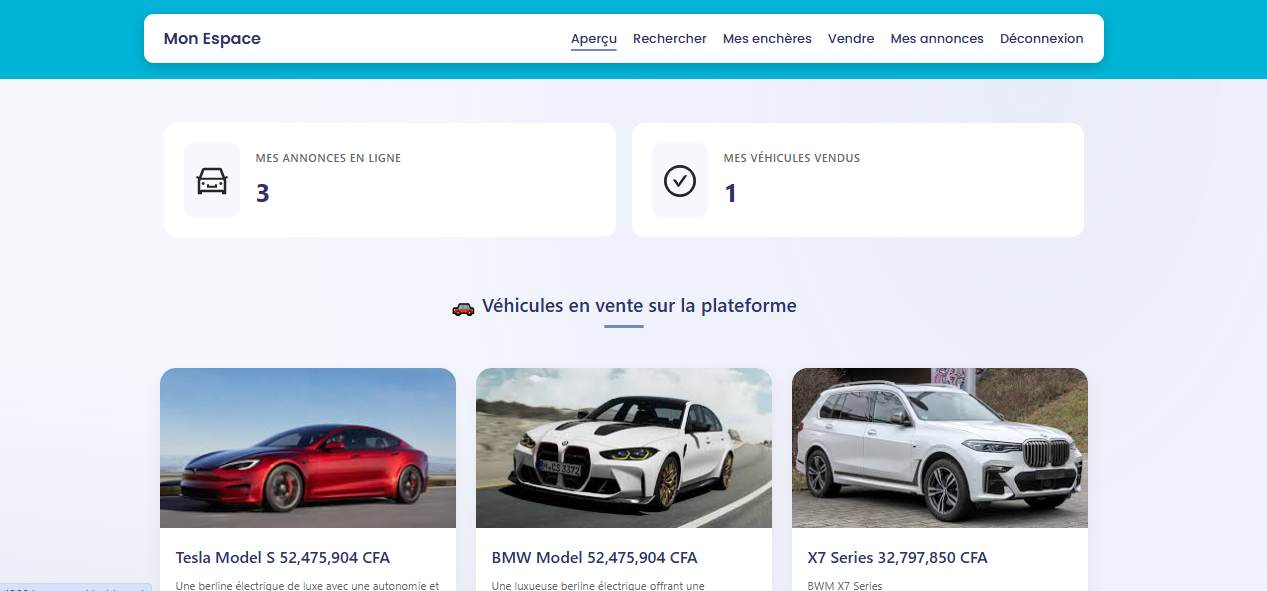 Mon Espace
Aperçu Rechercher Mes enchères Vendre Mes annonces Déconnexion
MES ANNONCES EN LIGNE
3
MES VÉHICULES VENDUS
1
Véhicules en vente sur la plateforme
Tesla Model S 52,475,904 CFA
Une berline électrique de luxe avec une autonomie et
BMW Model 52,475,904 CFA
Une luxueuse berline électrique offrant une
X7 Series 32,797,850 CFA
BWM X7 Series